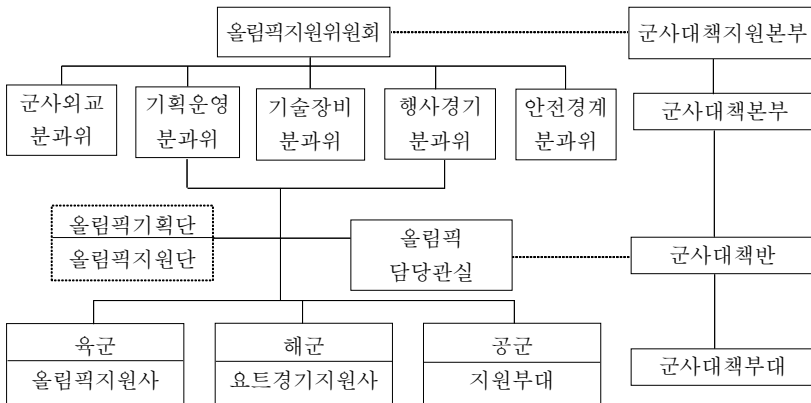 올림픽지원위원회
군사대책지원본부
군사외교
분과위
기획운영
분과위
기술장비
분과위
행사경기
분과위
안전경계
분과위
군사대책본부
올림픽기획단
올림픽지원단
올림픽
담당관실
군사대책반
육군
올림픽지원사
해군
요트경기지원사
공군
지원부대
군사대책부대